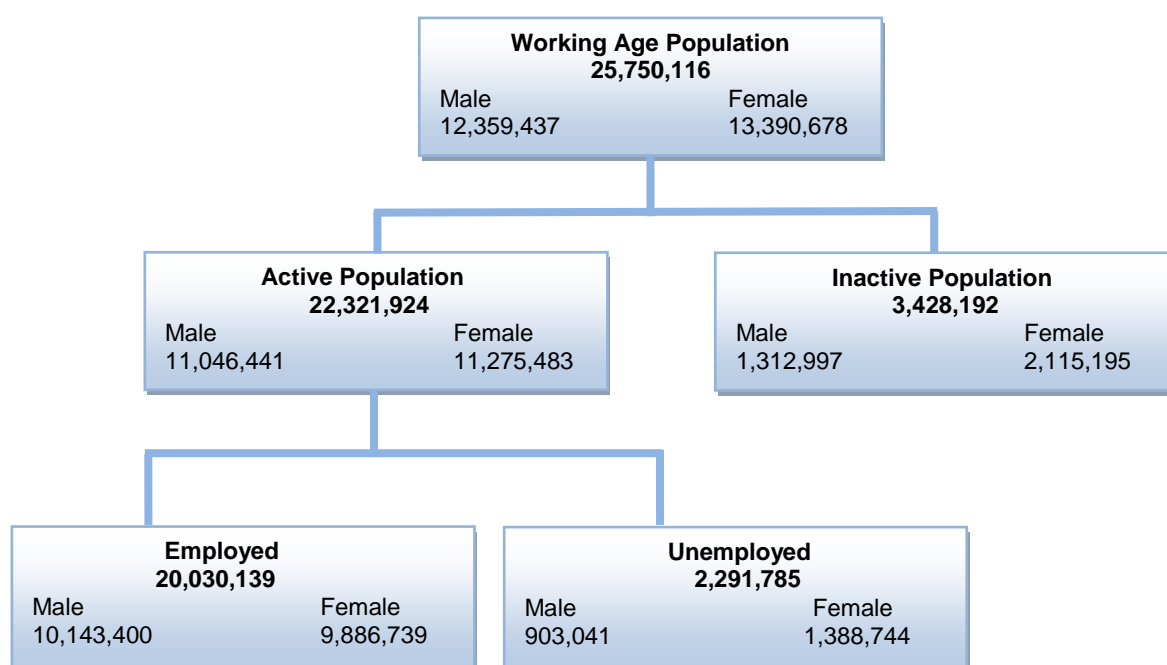 Working Age Population
25,750,116
Male Female
12,359,437 13,390,678
Active Population
22,321,924
Male Female
11,046,441 11,275,483
Inactive Population
3,428,192
Male Female
1,312,997 2,115,195
Employed
20,030,139
Male Female
10,143,400 9,886,739
Unemployed
2,291,785
Male Female
903,041 1,388,744